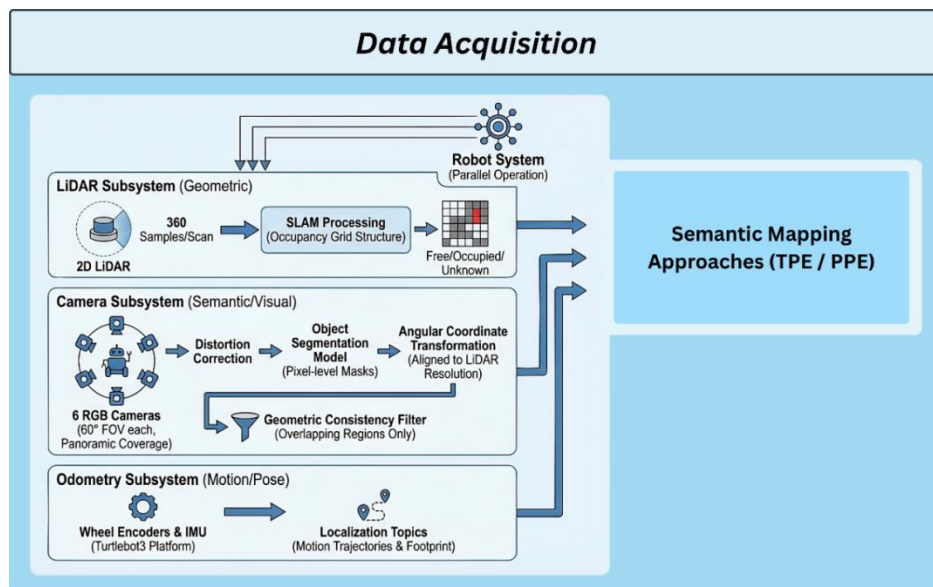 Data Acquisition
Robot System
(Parallel Operation)
LiDAR Subsystem (Geometric)
360
Samples/Scan
2D LiDAR
SLAM Processing
(Occupancy Grid Structure)
Free/Occupied/
Unknown
Camera Subsystem (Semantic/Visual)
6 RGB Cameras
(60° FOV each,
Panoramic Coverage)
Distortion
Correction
Object
Segmentation
Model
(Pixel-level Masks)
Angular Coordinate
Transformation
(Aligned to LiDAR
Resolution)
Geometric Consistency Filter
(Overlapping Regions Only)
Odometry Subsystem (Motion/Pose)
Wheel Encoders & IMU
(Turtlebot3 Platform)
Localization Topics
(Motion Trajectories & Footprint)
Semantic Mapping
Approaches (TPE / PPE)